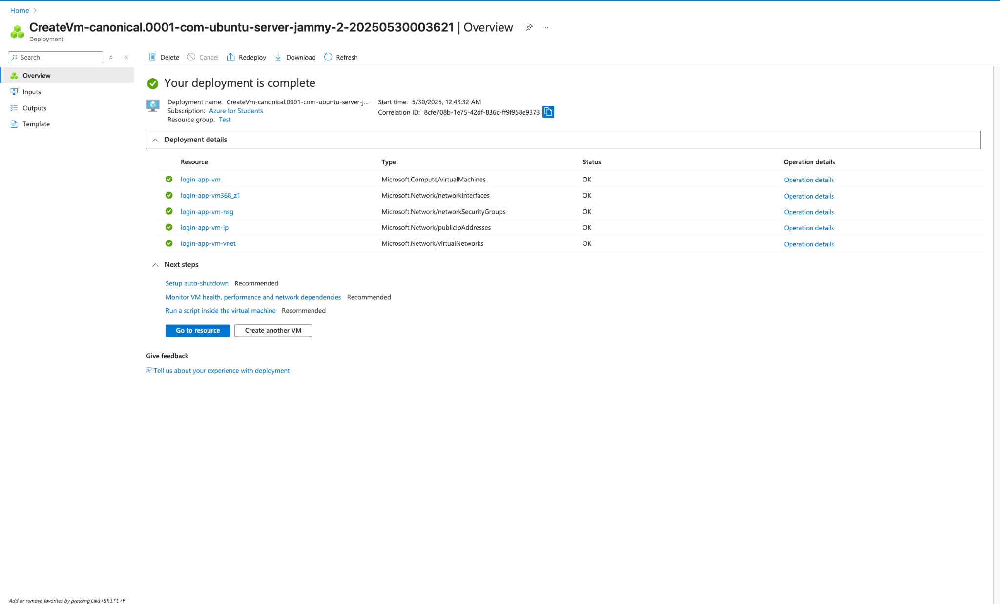 Home
CreateVm-canonical.0001-com-ubuntu-server-jammy-2-20250530003621 | Overview
Deployment
Search
Delete Cancel Redeploy Download Refresh
Overview
Inputs
Outputs
Template
Your deployment is complete
Deployment name: CreateVm-canonical.0001-com-ubuntu-server-j... Start time: 5/30/2025, 12:43:32 AM
Subscription: Azure for Students Correlation ID: 8cfe708b-1e75-42df-836c-ff9f958e9373
Resource group: Test
Deployment details
Resource Type Status Operation details
login-app-vm Microsoft.Compute/virtualMachines OK Operation details
login-app-vm368_z1 Microsoft.Network/networkInterfaces OK Operation details
login-app-vm-nsg Microsoft.Network/networkSecurityGroups OK Operation details
login-app-vm-ip Microsoft.Network/publicIpAddresses OK Operation details
login-app-vm-vnet Microsoft.Network/virtualNetworks OK Operation details
Next steps
Setup auto-shutdown Recommended
Monitor VM health, performance and network dependencies Recommended
Run a script inside the virtual machine Recommended
Go to resource Create another VM
Give feedback
Tell us about your experience with deployment
Add or remove favorites by pressing Cmd+Shift+F